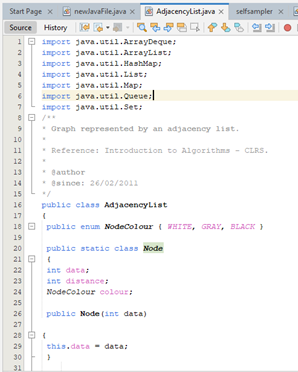 Start Page newJavaFile.java AdjacencyList.java selfsampler
Source History
1 import java.util.ArrayDeque;
2 import java.util.ArrayList;
3 import java.util.HashMap;
4 import java.util.List;
5 import java.util.Map;
6 import java.util.Queue;
7 import java.util.Set;
8 /**
9 * Graph represented by an adjacency list.
10 *
11 * Reference: Introduction to Algorithms - CLRS.
12 *
13 * @author
14 * @since: 26/02/2011
15 */
16 public class AdjacencyList
17 {
18 public enum NodeColour { WHITE, GRAY, BLACK }
19
20 public static class Node
21 {
22 int data;
23 int distance;
24 NodeColour colour;
25
26 public Node(int data)
27
28 {
29 this.data = data;
30 }
31